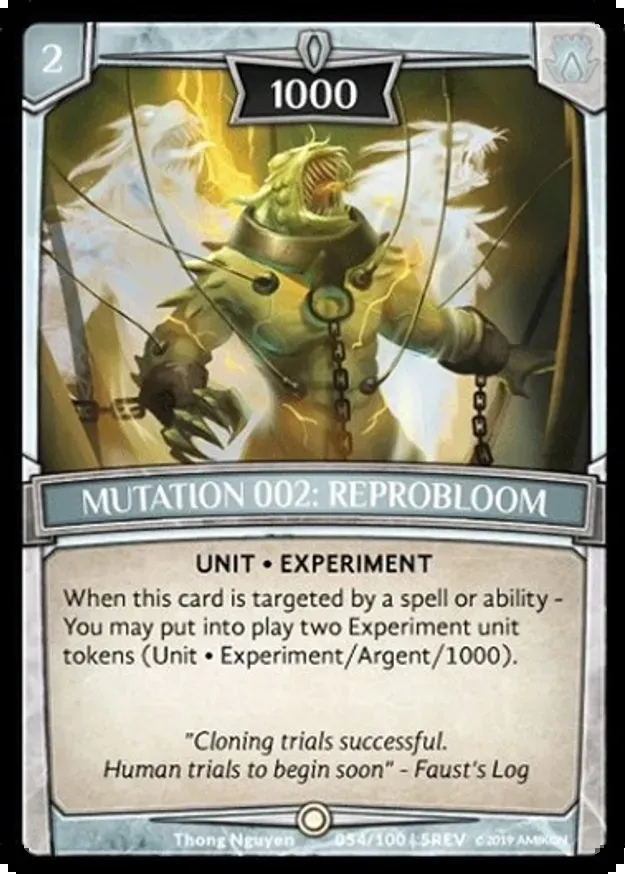 2
1000
MUTATION 002: REPROBLOOM
UNIT • EXPERIMENT
When this card is targeted by a spell or ability -
You may put into play two Experiment unit
tokens (Unit • Experiment/Argent/1000).
"Cloning trials successful.
Human trials to begin soon" - Faust's Log
Thong Nguyen 054/100 | SREV © 2019 AMIKON